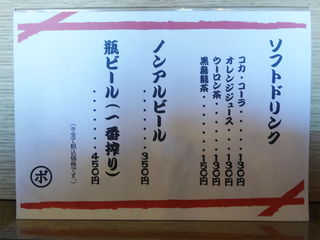 ソフトドリンク
コカ・コーラ・・・・・130円
オレンジジュース・・・・130円
ウーロン茶・・・・・・130円
黒烏龍茶・・・・・・・150円
ノンアルビール
・・・・・・・350円
瓶ビール(一番搾り)
・・・・・・・450円
(※全て税込価格です。)
ポ